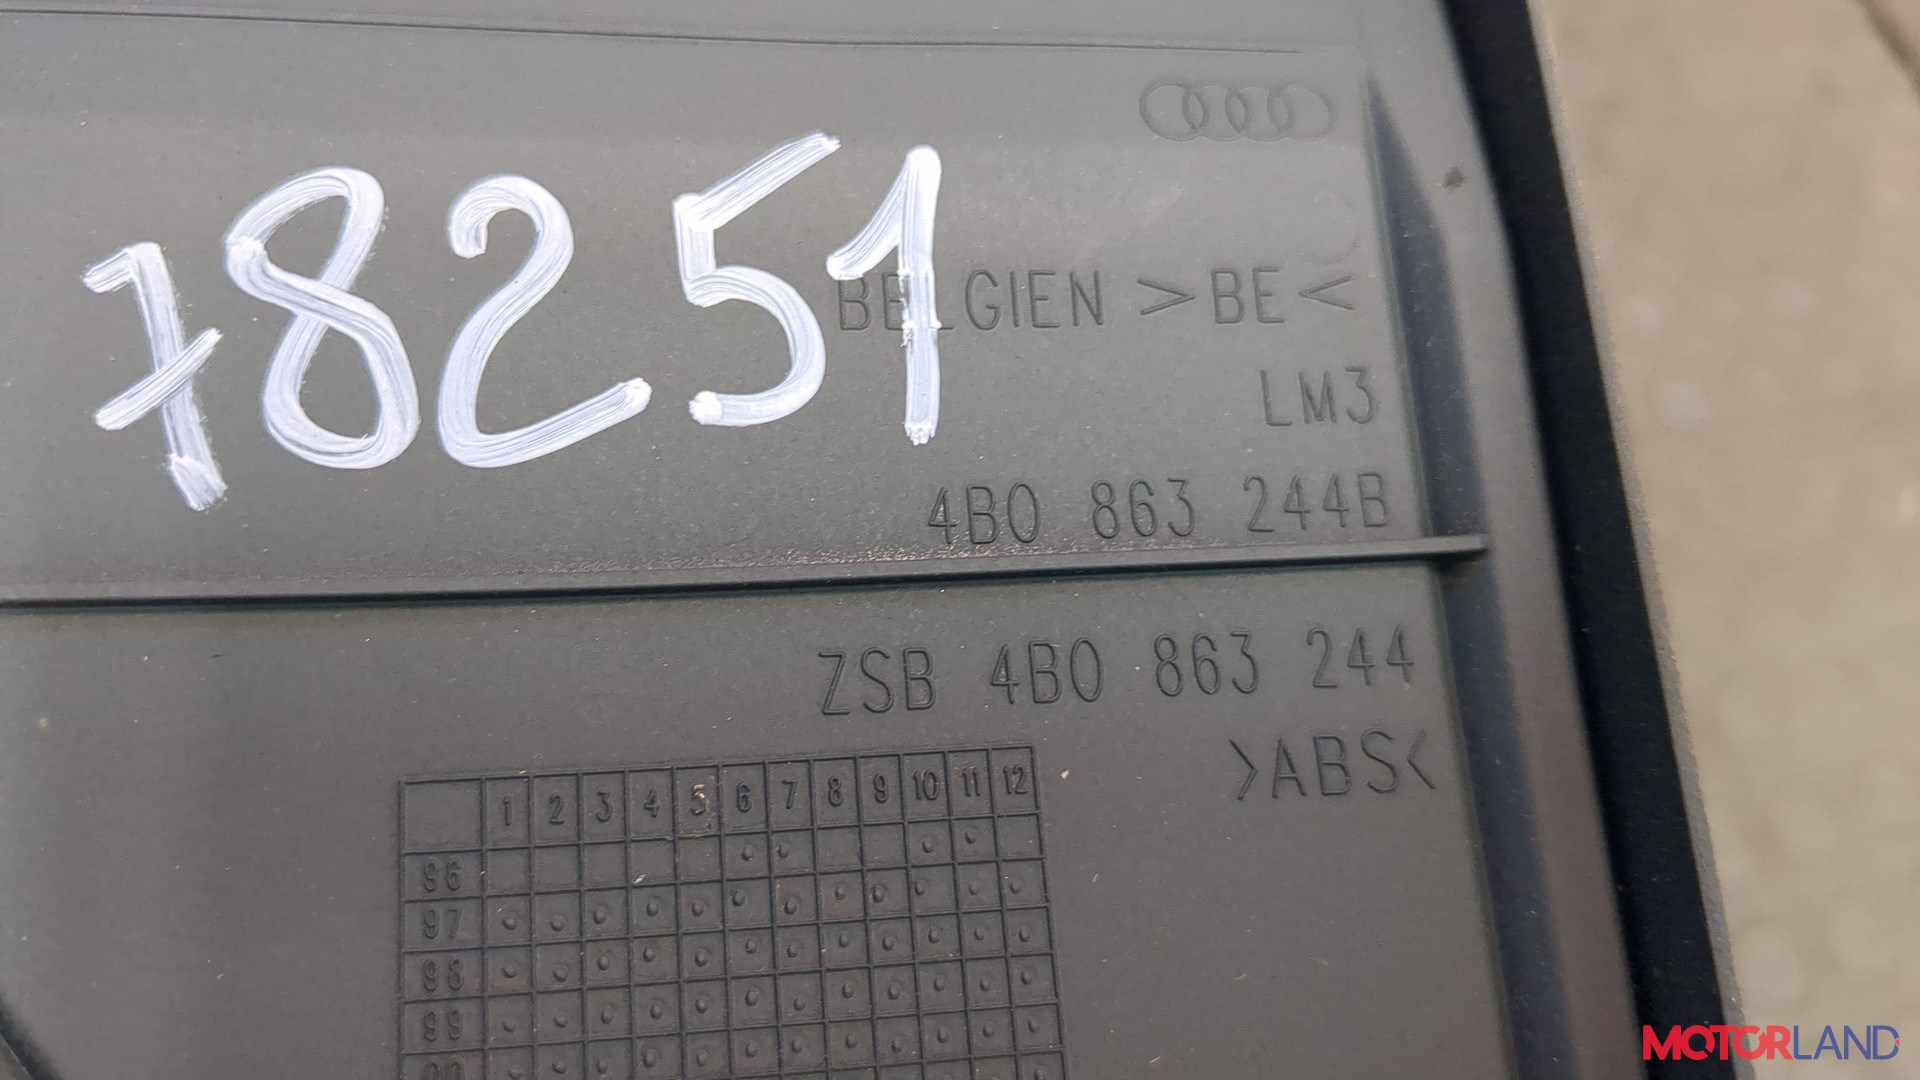 78251
BELGIEN >BE<
LM3
4B0 863 244B
ZSB 4B0 863 244
>ABS<
1 2 3 4 5 6 7 8 9 10 11 12
96
97
98
99
00
MOTORLAND